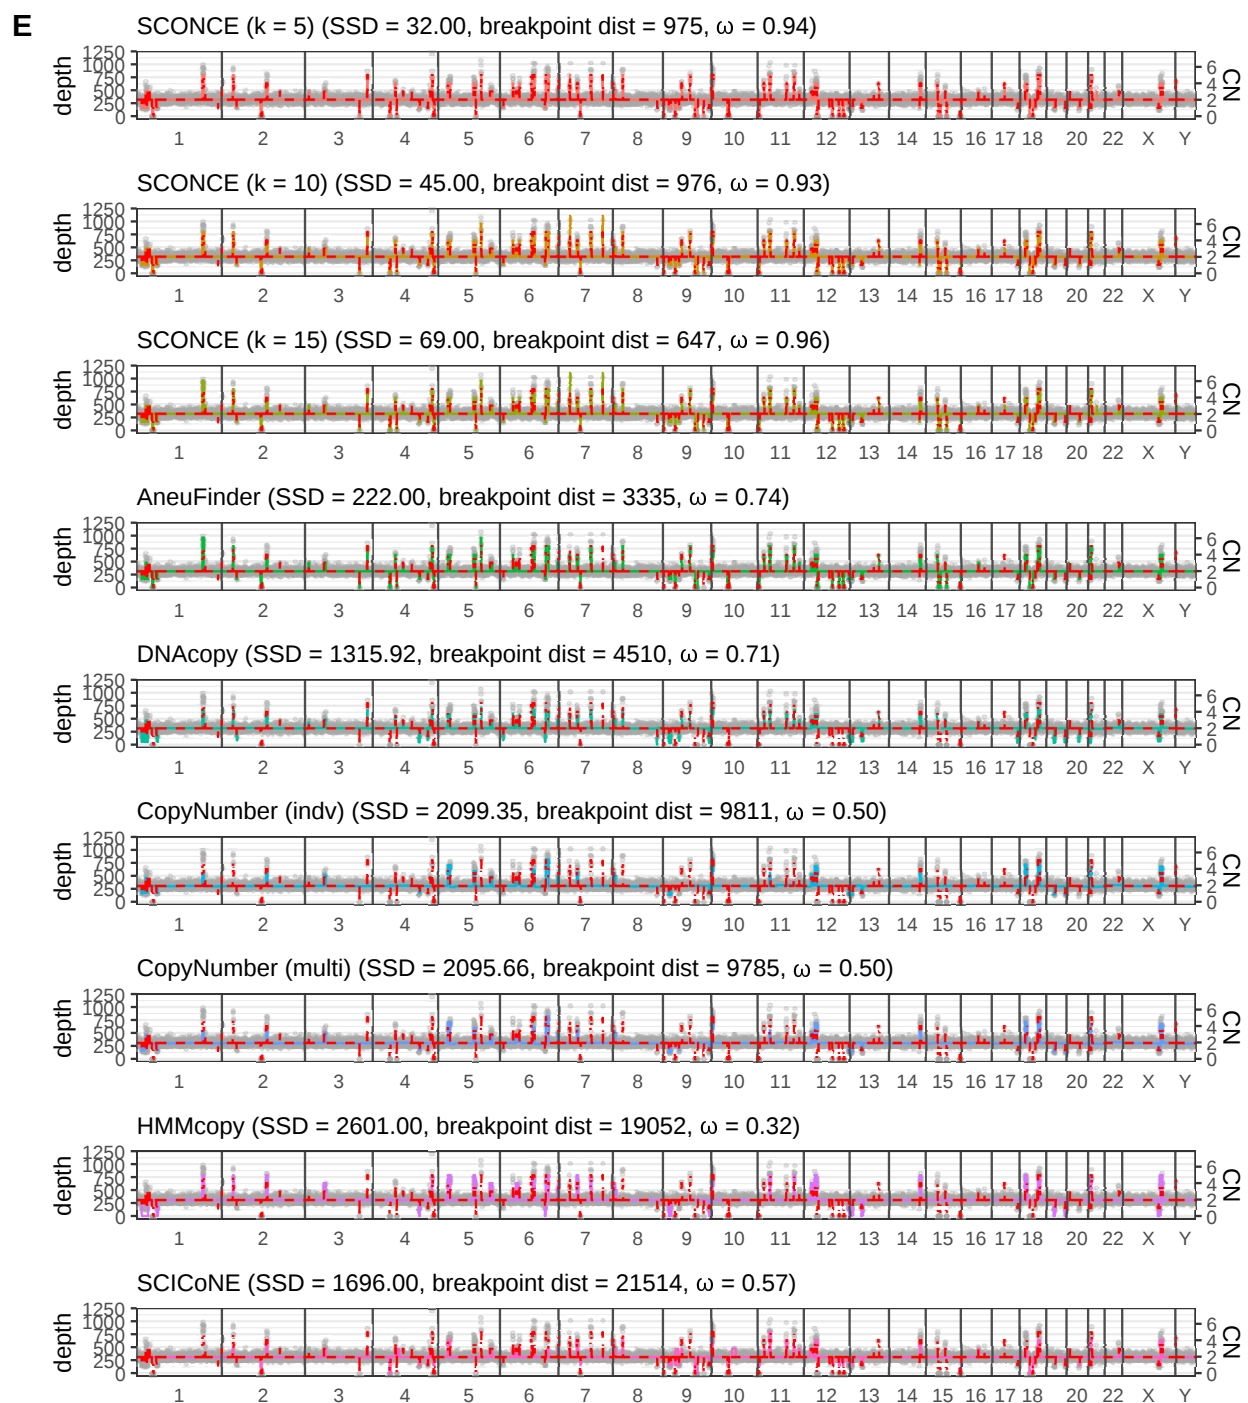 E
SCONCE (k = 5) (SSD = 32.00, breakpoint dist = 975, ω = 0.94)
depth
1250
1000
750
500
250
0
6
4
2
0
CN
1 2 3 4 5 6 7 8 9 10 11 12 13 14 15 16 17 18 20 22 X Y
SCONCE (k = 10) (SSD = 45.00, breakpoint dist = 976, ω = 0.93)
depth
1250
1000
750
500
250
0
6
4
2
0
CN
1 2 3 4 5 6 7 8 9 10 11 12 13 14 15 16 17 18 20 22 X Y
SCONCE (k = 15) (SSD = 69.00, breakpoint dist = 647, ω = 0.96)
depth
1250
1000
750
500
250
0
6
4
2
0
CN
1 2 3 4 5 6 7 8 9 10 11 12 13 14 15 16 17 18 20 22 X Y
AneuFinder (SSD = 222.00, breakpoint dist = 3335, ω = 0.74)
depth
1250
1000
750
500
250
0
6
4
2
0
CN
1 2 3 4 5 6 7 8 9 10 11 12 13 14 15 16 17 18 20 22 X Y
DNAcopy (SSD = 1315.92, breakpoint dist = 4510, ω = 0.71)
depth
1250
1000
750
500
250
0
6
4
2
0
CN
1 2 3 4 5 6 7 8 9 10 11 12 13 14 15 16 17 18 20 22 X Y
CopyNumber (indv) (SSD = 2099.35, breakpoint dist = 9811, ω = 0.50)
depth
1250
1000
750
500
250
0
6
4
2
0
CN
1 2 3 4 5 6 7 8 9 10 11 12 13 14 15 16 17 18 20 22 X Y
CopyNumber (multi) (SSD = 2095.66, breakpoint dist = 9785, ω = 0.50)
depth
1250
1000
750
500
250
0
6
4
2
0
CN
1 2 3 4 5 6 7 8 9 10 11 12 13 14 15 16 17 18 20 22 X Y
HMMcopy (SSD = 2601.00, breakpoint dist = 19052, ω = 0.32)
depth
1250
1000
750
500
250
0
6
4
2
0
CN
1 2 3 4 5 6 7 8 9 10 11 12 13 14 15 16 17 18 20 22 X Y
SCICoNE (SSD = 1696.00, breakpoint dist = 21514, ω = 0.57)
depth
1250
1000
750
500
250
0
6
4
2
0
CN
1 2 3 4 5 6 7 8 9 10 11 12 13 14 15 16 17 18 20 22 X Y